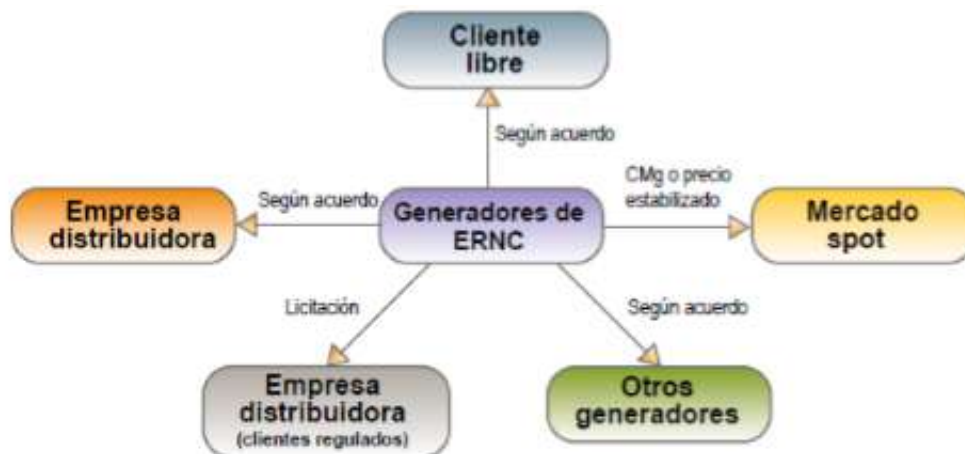 Cliente
libre
Según acuerdo
CMg o precio
estabilizado
Según acuerdo
Empresa
distribuidora
Generadores de
ERNC
Mercado
spot
Licitación
Según acuerdo
Empresa
distribuidora
(clientes regulados)
Otros
generadores